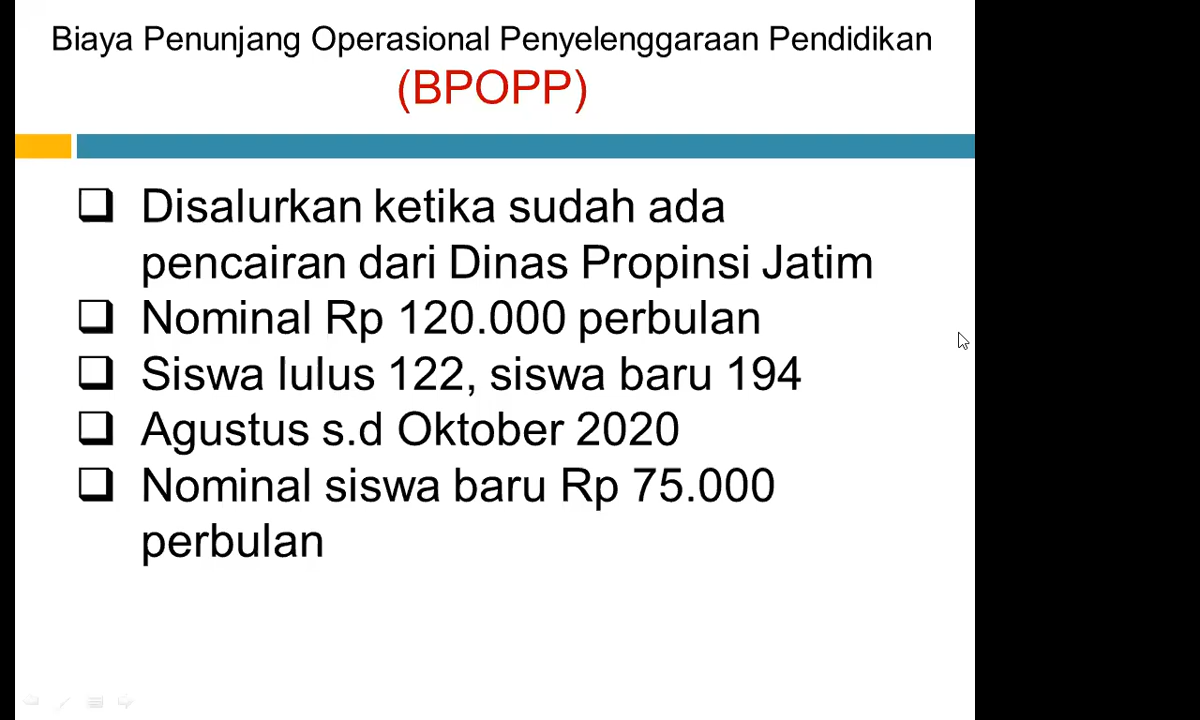 Biaya Penunjang Operasional Penyelenggaraan Pendidikan
(BPOPP)
Disalurkan ketika sudah ada
pencairan dari Dinas Propinsi Jatim
Nominal Rp 120.000 perbulan
Siswa lulus 122, siswa baru 194
Agustus s.d Oktober 2020
Nominal siswa baru Rp 75.000
perbulan